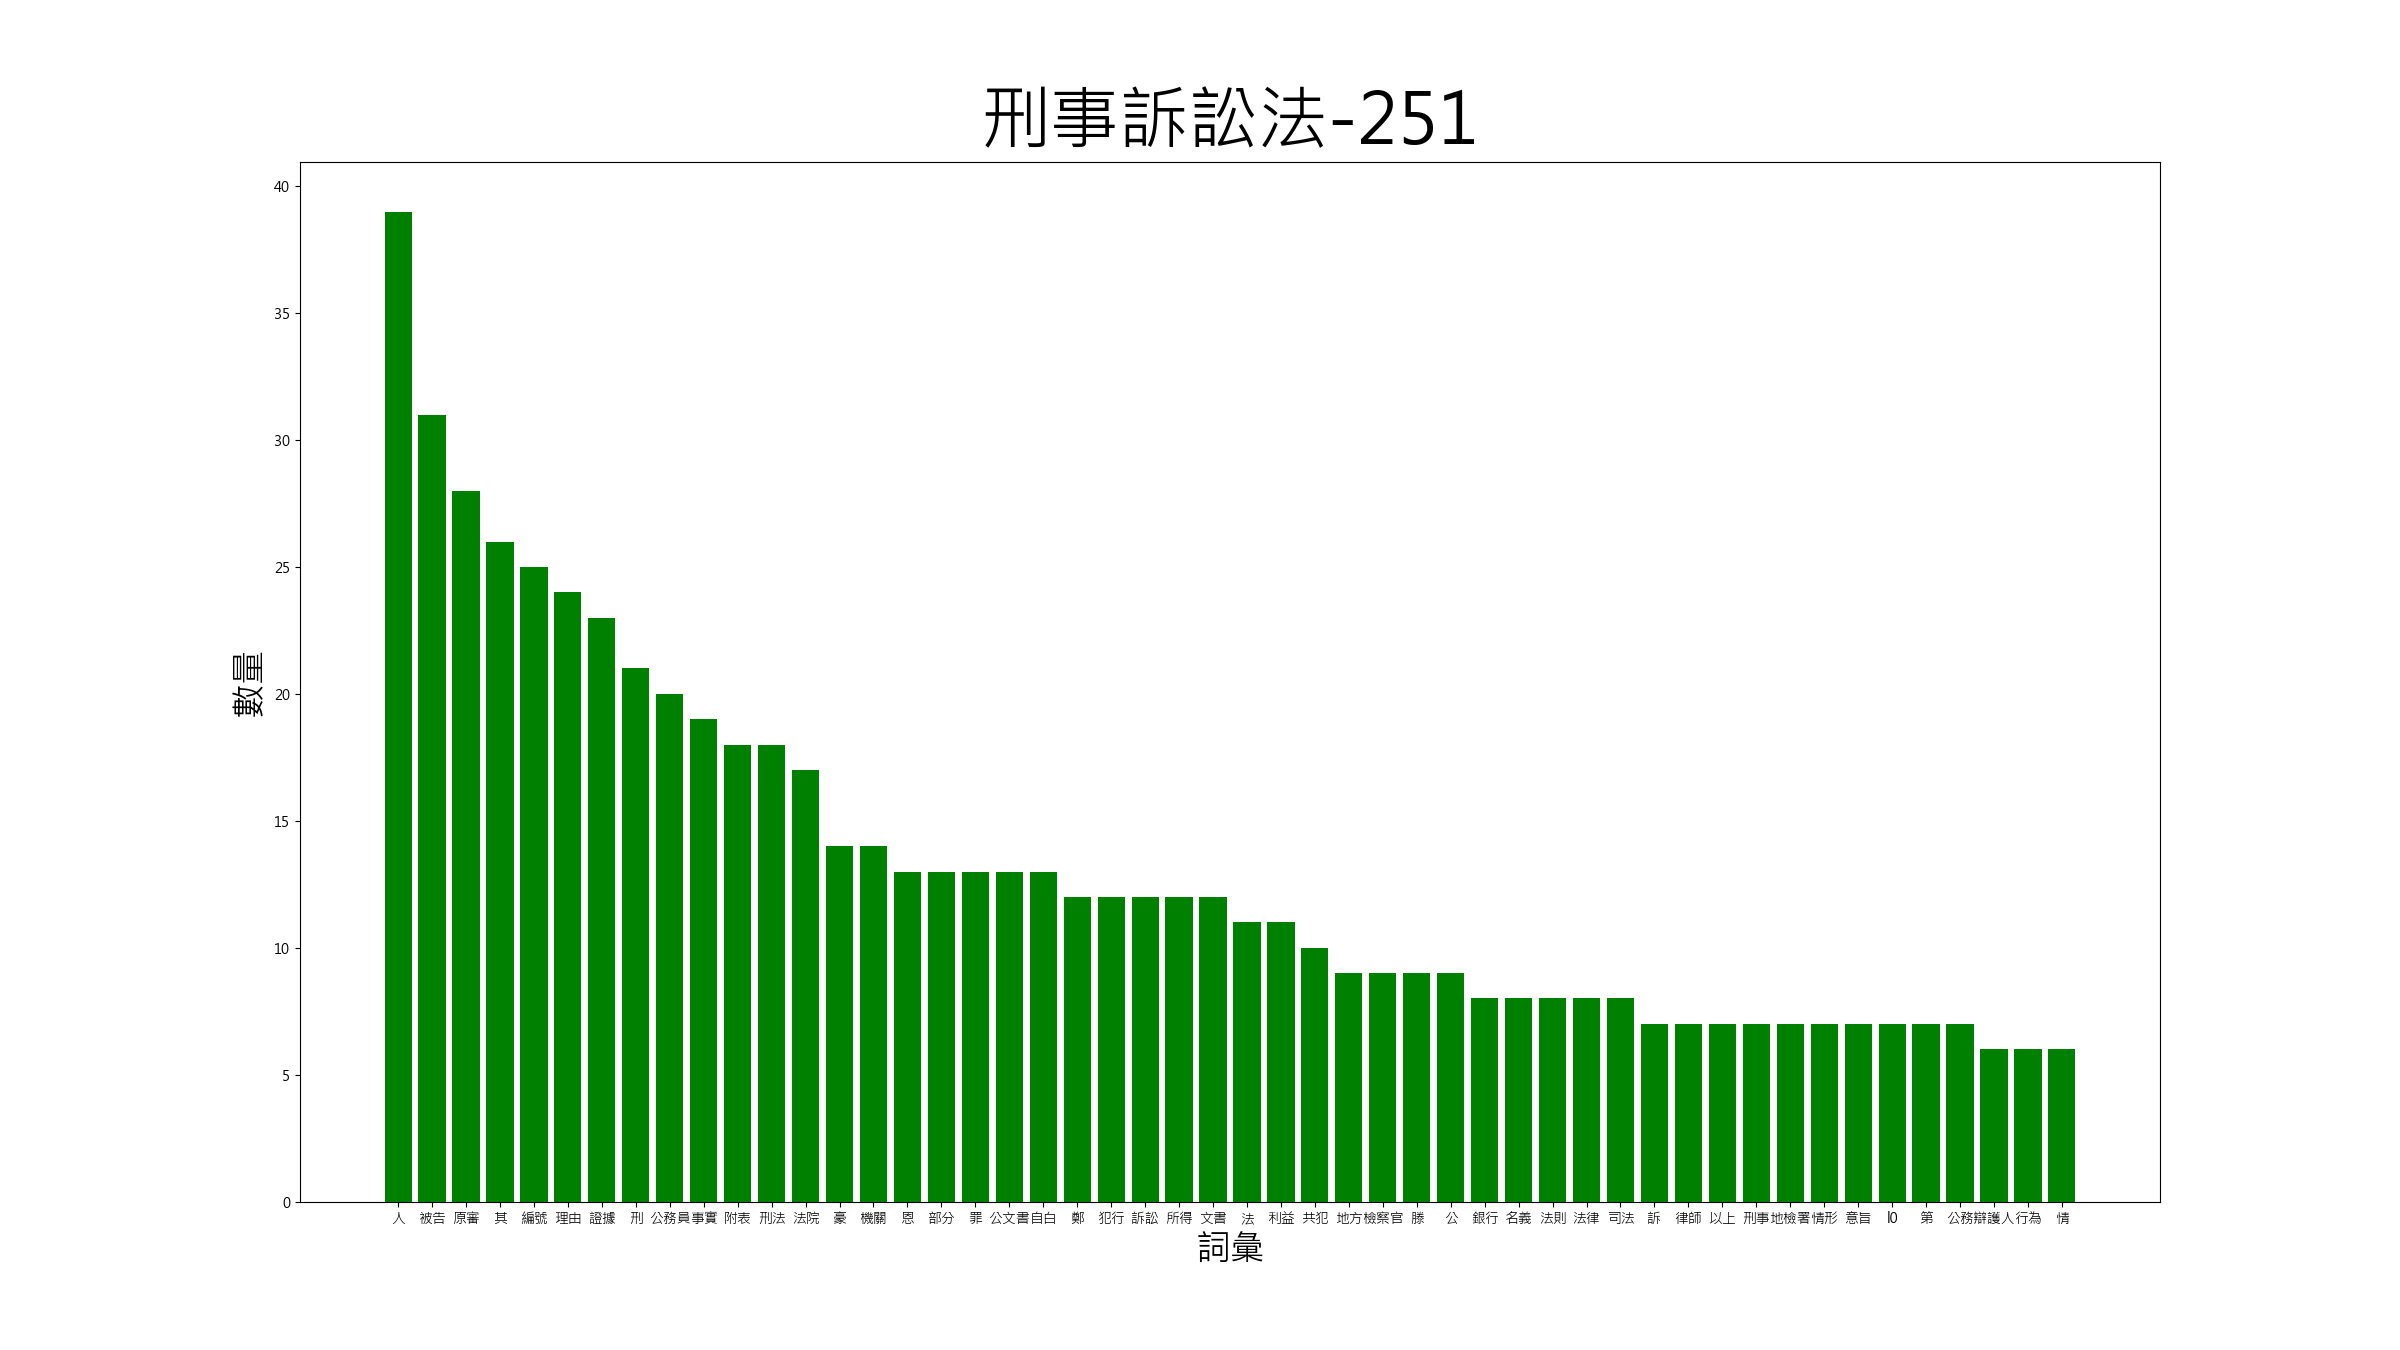 刑事訴訟法-251
數量
40
35
30
25
20
15
10
5
0
人 被告 原審 其 編號 理由 證據 刑 公務員 事實 附表 刑法 法院 豪 機關 恩 部分 罪 公文書 自白 鄭 犯行 訴訟 所得 文書 法 利益 共犯 地方 檢察官 滕 公 銀行 名義 法則 法律 司法 訴 律師 以上 刑事 地檢署 情形 意旨 l0 第 公務 辯護人 行為 情
詞彙